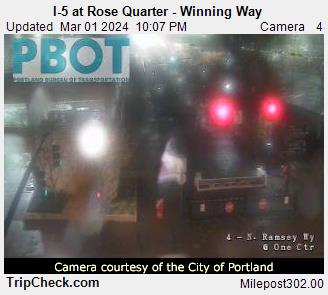 I-5 at Rose Quarter - Winning Way
Updated Mar 01 2024 10:07 PM Camera 4
PBOT
PORTLAND BUREAU OF TRANSPORTATION
4 - N. Ramsey Wy
@ One Ctr
Camera courtesy of the City of Portland
TripCheck.com Milepost302.00